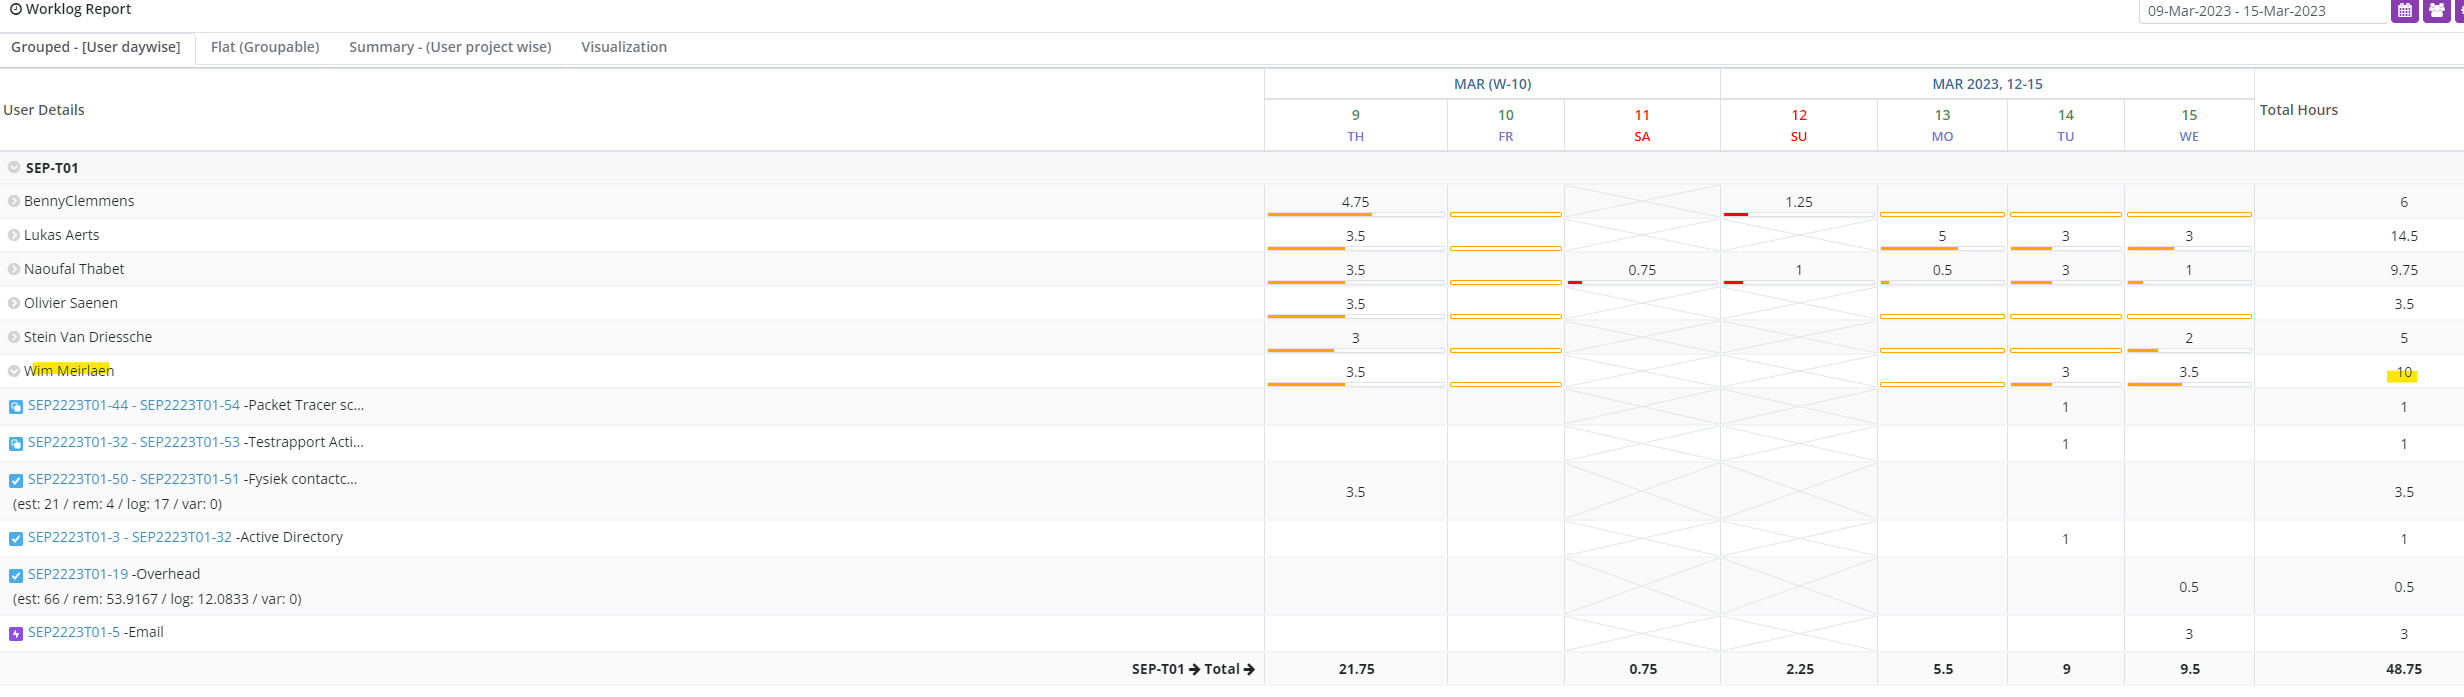 Worklog Report
09-Mar-2023 - 15-Mar-2023
Grouped - [User daywise] Flat (Groupable) Summary - (User project wise) Visualization
User Details MAR (W-10) MAR 2023, 12-15 Total Hours
9 10 11 12 13 14 15
TH FR SA SU MO TU WE
SEP-T01
BennyClemmens 4.75 1.25 6
Lukas Aerts 3.5 5 3 3 14.5
Naoufal Thabet 3.5 0.75 1 0.5 3 1 9.75
Olivier Saenen 3.5 3.5
Stein Van Driessche 3 2 5
Wim Meirlaen 3.5 3 3.5 10
SEP2223T01-44 - SEP2223T01-54 -Packet Tracer sc... 1 1
SEP2223T01-32 - SEP2223T01-53 -Testrapport Acti... 1 1
SEP2223T01-50 - SEP2223T01-51 -Fysiek contactc...
(est: 21 / rem: 4 / log: 17 / var: 0) 3.5 3.5
SEP2223T01-3 - SEP2223T01-32 -Active Directory 1 1
SEP2223T01-19 -Overhead
(est: 66 / rem: 53.9167 / log: 12.0833 / var: 0) 0.5 0.5
SEP2223T01-5 -Email 3 3
SEP-T01 → Total → 21.75 0.75 2.25 5.5 9 9.5 48.75